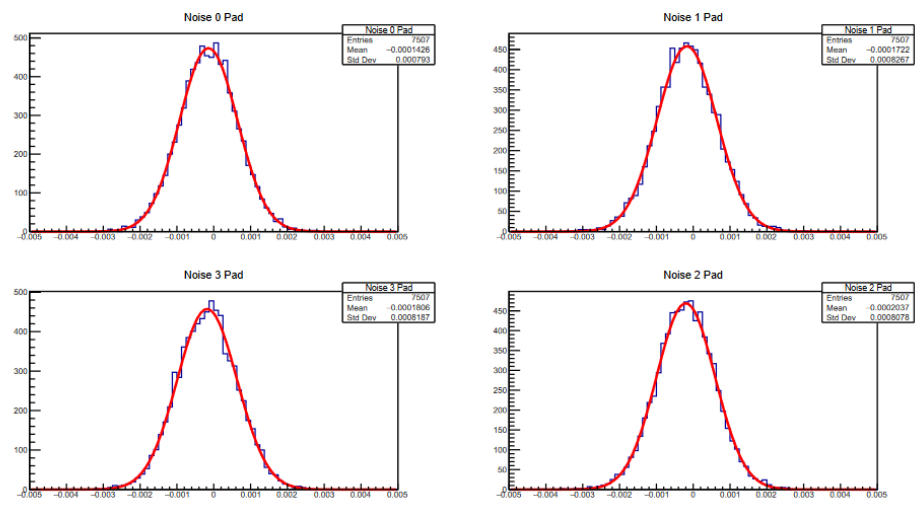 Noise 0 Pad
Noise 0 Pad
Entries 7507
Mean −0.0001426
Std Dev 0.000793
500
400
300
200
100
0
−0.005 −0.004 −0.003 −0.002 −0.001 0 0.001 0.002 0.003 0.004 0.005
Noise 1 Pad
Noise 1 Pad
Entries 7507
Mean −0.0001722
Std Dev 0.0008267
450
400
350
300
250
200
150
100
50
0
−0.005 −0.004 −0.003 −0.002 −0.001 0 0.001 0.002 0.003 0.004 0.005
Noise 3 Pad
Noise 3 Pad
Entries 7507
Mean −0.0001806
Std Dev 0.0008187
500
400
300
200
100
0
−0.005 −0.004 −0.003 −0.002 −0.001 0 0.001 0.002 0.003 0.004 0.005
Noise 2 Pad
Noise 2 Pad
Entries 7507
Mean −0.0002037
Std Dev 0.0008078
450
400
350
300
250
200
150
100
50
0
−0.005 −0.004 −0.003 −0.002 −0.001 0 0.001 0.002 0.003 0.004 0.005